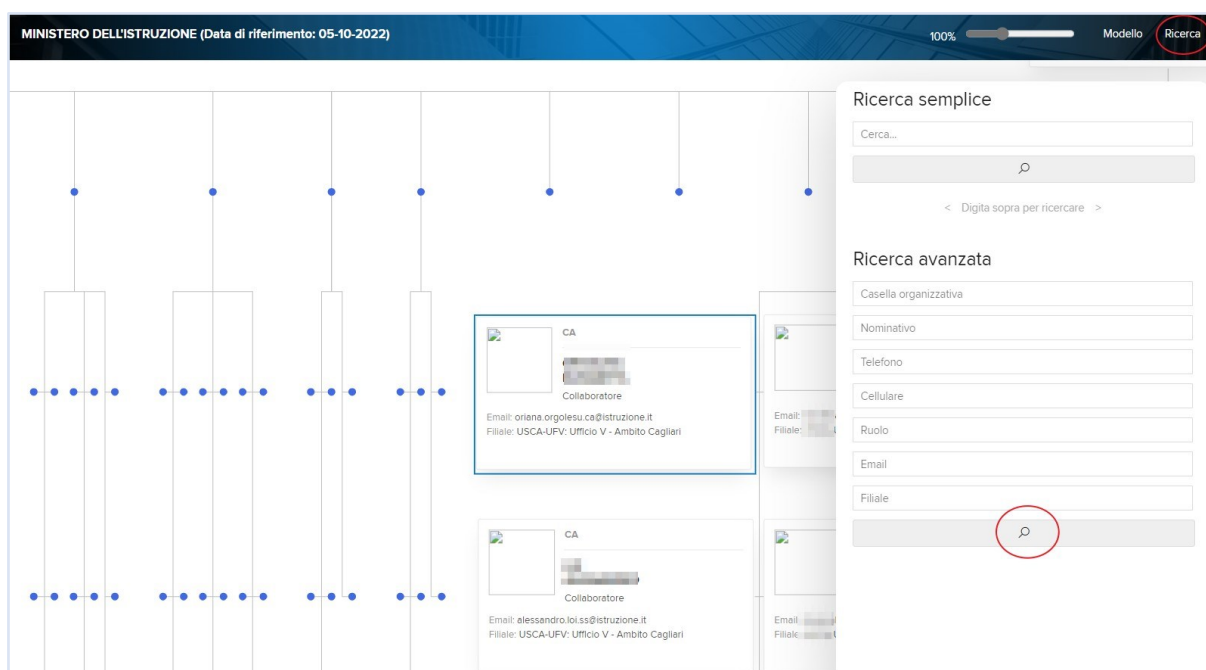 MINISTERO DELL'ISTRUZIONE (Data di riferimento: 05-10-2022)
100%
Modello
Ricerca
Ricerca semplice
Cerca...
< Digita sopra per ricercare >
Ricerca avanzata
Casella organizzativa
Nominativo
Telefono
Cellulare
Ruolo
Email
Filiale
CA
Collaboratore
Email: oriana.orgolesu.ca@istruzione.it
Filiale: USCA-UFV: Ufficio V - Ambito Cagliari
Email:
Filiale:
CA
Collaboratore
Email: alessandro.loi.ss@istruzione.it
Filiale: USCA-UFV: Ufficio V - Ambito Cagliari
Email
Filiale